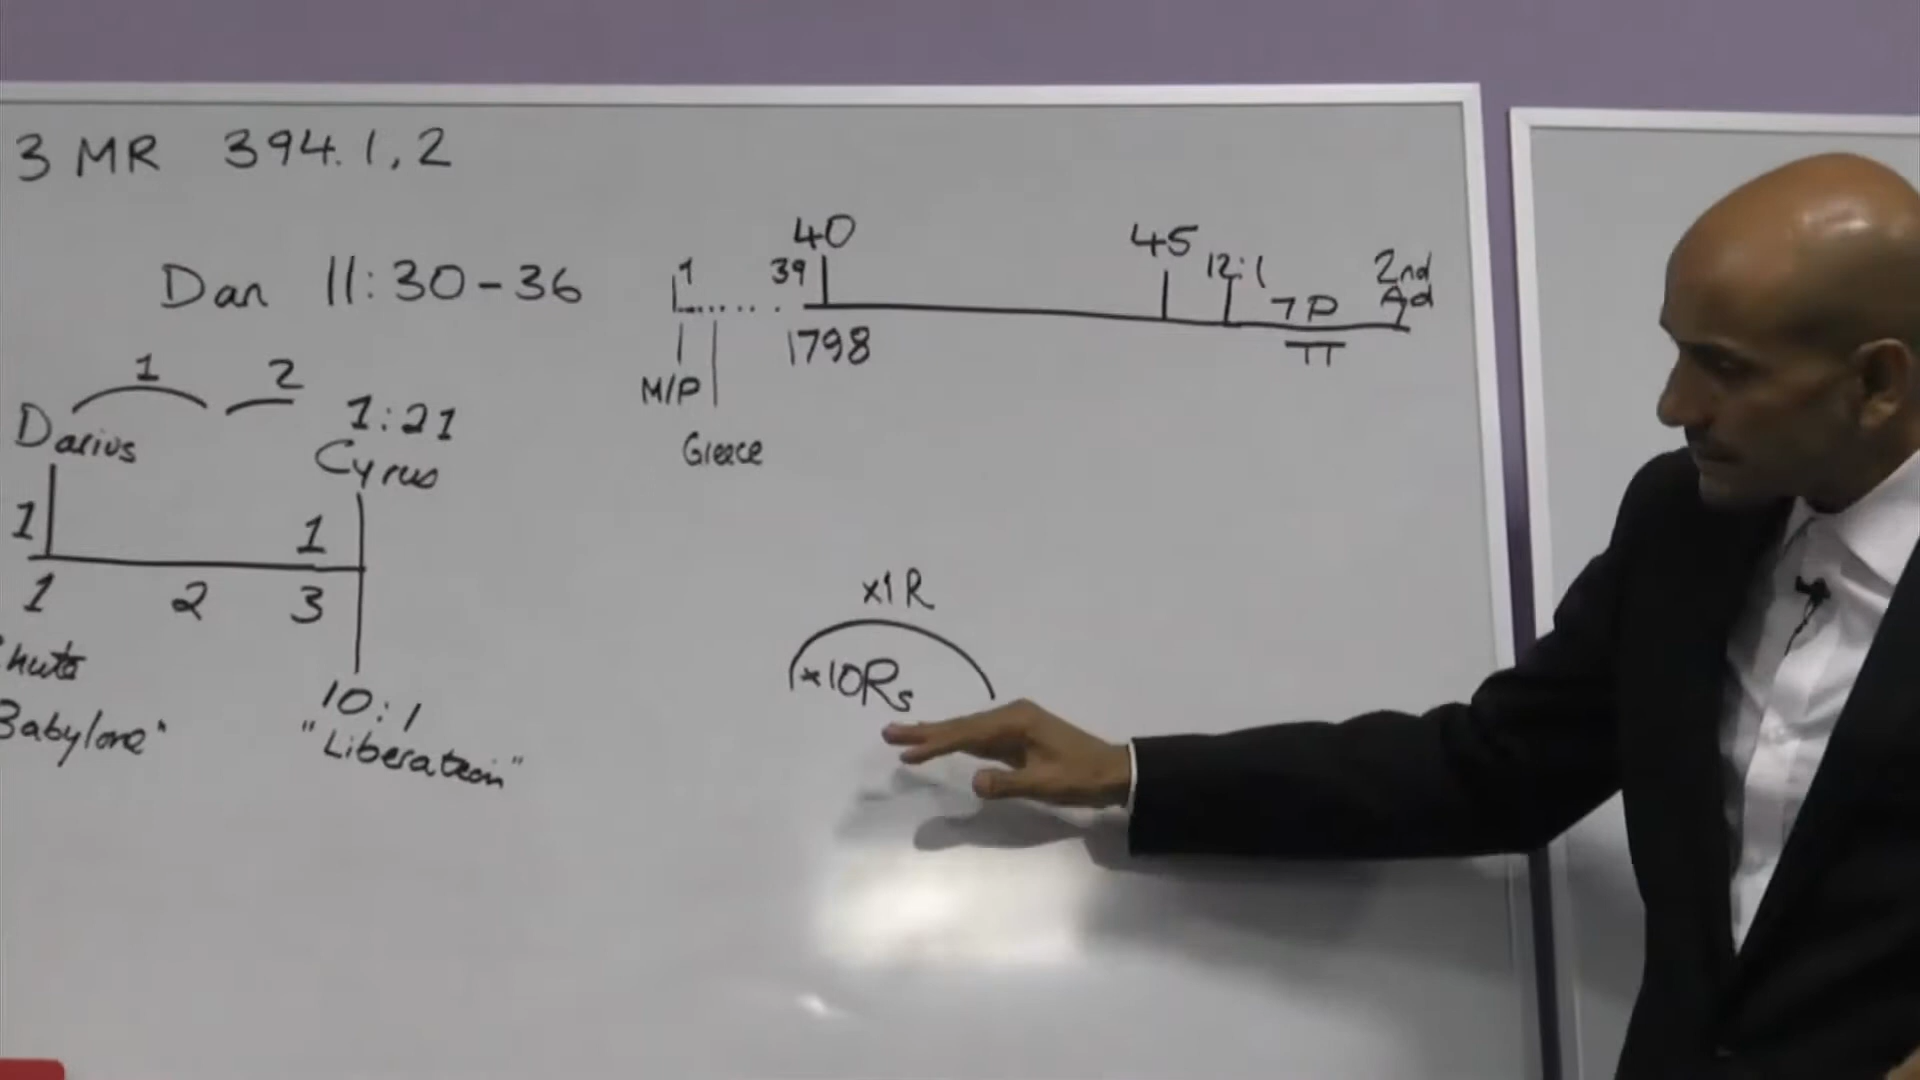 3 MR 394.1,2
Dan 11:30-36
1 2
Darius 1:21
Cyrus
1 1
1 2 3
Babylone"
10:1
"Liberation"
40 45 12:1 2nd
1 39 7P Ad
1798
M/P
Greece
x1R
x10Rs